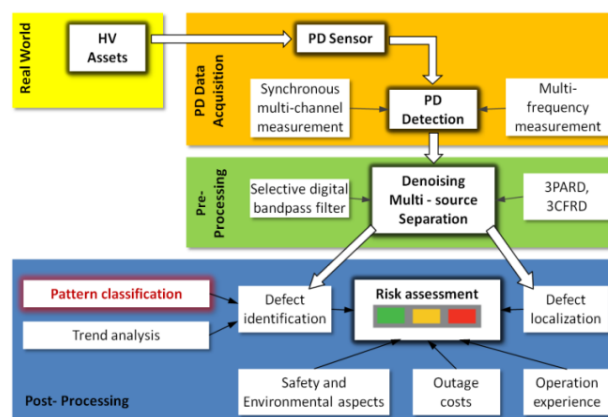 Real World
HV
Assets
PD Data
Acquisition
PD Sensor
Synchronous
multi-channel
measurement
PD
Detection
Multi-
frequency
measurement
Pre-
Processing
Selective digital
bandpass filter
Denoising
Multi - source
Separation
3PARD,
3CFRD
Pattern classification
Trend analysis
Defect
identification
Risk assessment
Defect
localization
Safety and
Environmental aspects
Outage
costs
Operation
experience
Post- Processing